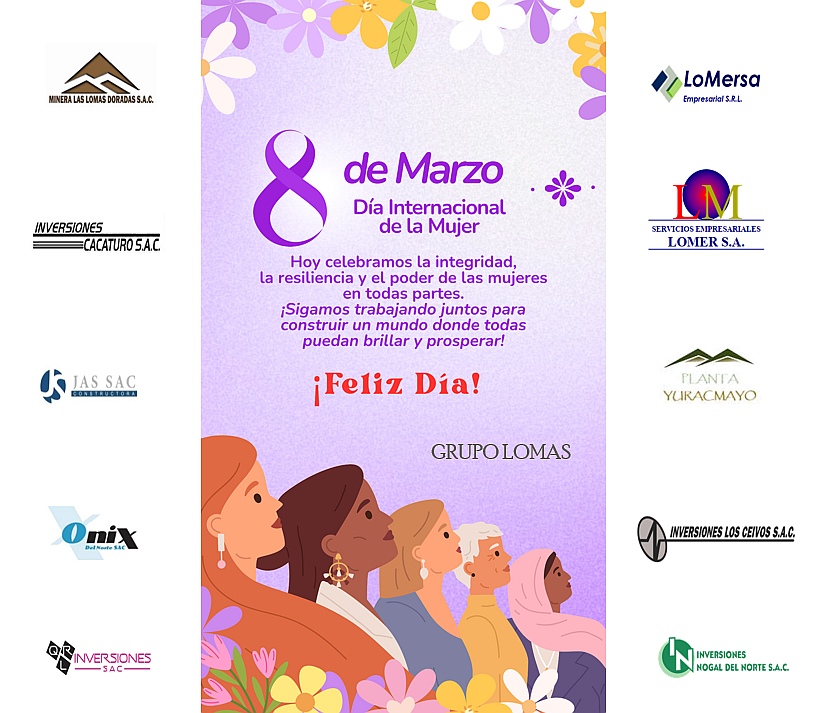 MINERA LAS LOMAS DORADAS S.A.C.
INVERSIONES
CACATURO S.A.C.
JAS SAC
CONSTRUCTORA
Onix
Del Norte SAC
QRL INVERSIONES
SAC
8 de Marzo
Día Internacional
de la Mujer
Hoy celebramos la integridad,
la resiliencia y el poder de las mujeres
en todas partes.
¡Sigamos trabajando juntos para
construir un mundo donde todas
puedan brillar y prosperar!
¡Feliz Día!
GRUPO LOMAS
LoMersa
Empresarial S.R.L.
LM
SERVICIOS EMPRESARIALES
LOMER S.A.
PLANTA
YURACMAYO
INVERSIONES LOS CEIVOS S.A.C.
INVERSIONES
NOGAL DEL NORTE S.A.C.